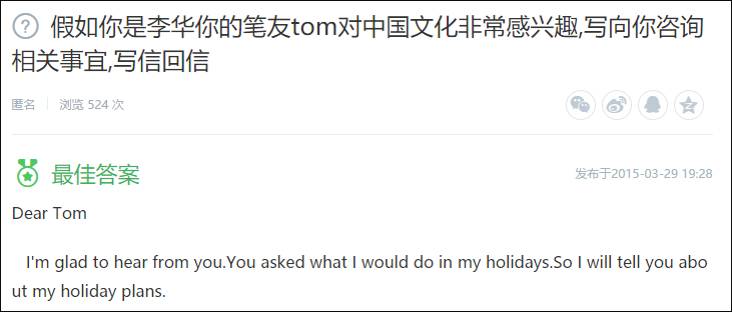 假如你是李华你的笔友tom对中国文化非常感兴趣,写向你咨询
相关事宜,写信回信
匿名 浏览 524 次
最佳答案 发布于2015-03-29 19:28
Dear Tom
I'm glad to hear from you.You asked what I would do in my holidays.So I will tell you abo
ut my holiday plans.